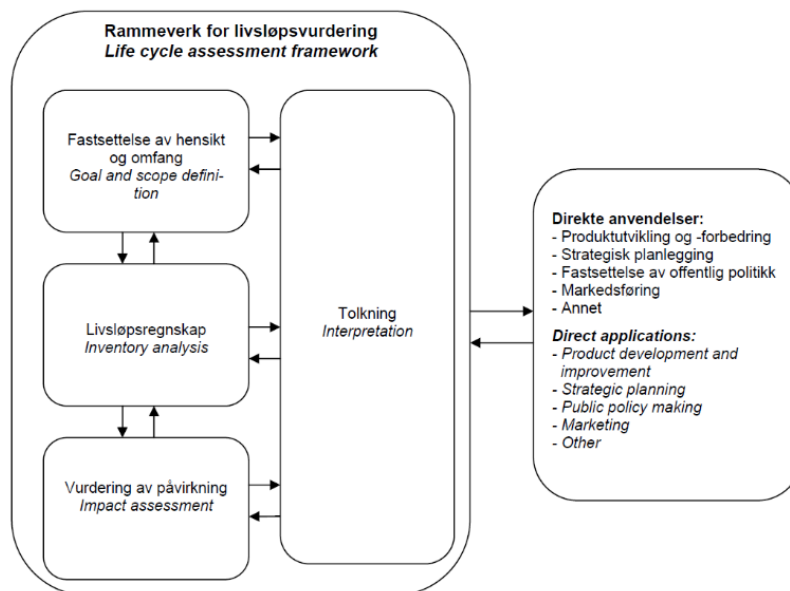 Rammeverk for livsløpsvurdering
Life cycle assessment framework
Fastsettelse av hensikt
og omfang
Goal and scope defini-
tion
Livsløpsregnskap
Inventory analysis
Vurdering av påvirkning
Impact assessment
Tolkning
Interpretation
Direkte anvendelser:
- Produktutvikling og -forbedring
- Strategisk planlegging
- Fastsettelse av offentlig politikk
- Markedsføring
- Annet
Direct applications:
- Product development and
improvement
- Strategic planning
- Public policy making
- Marketing
- Other